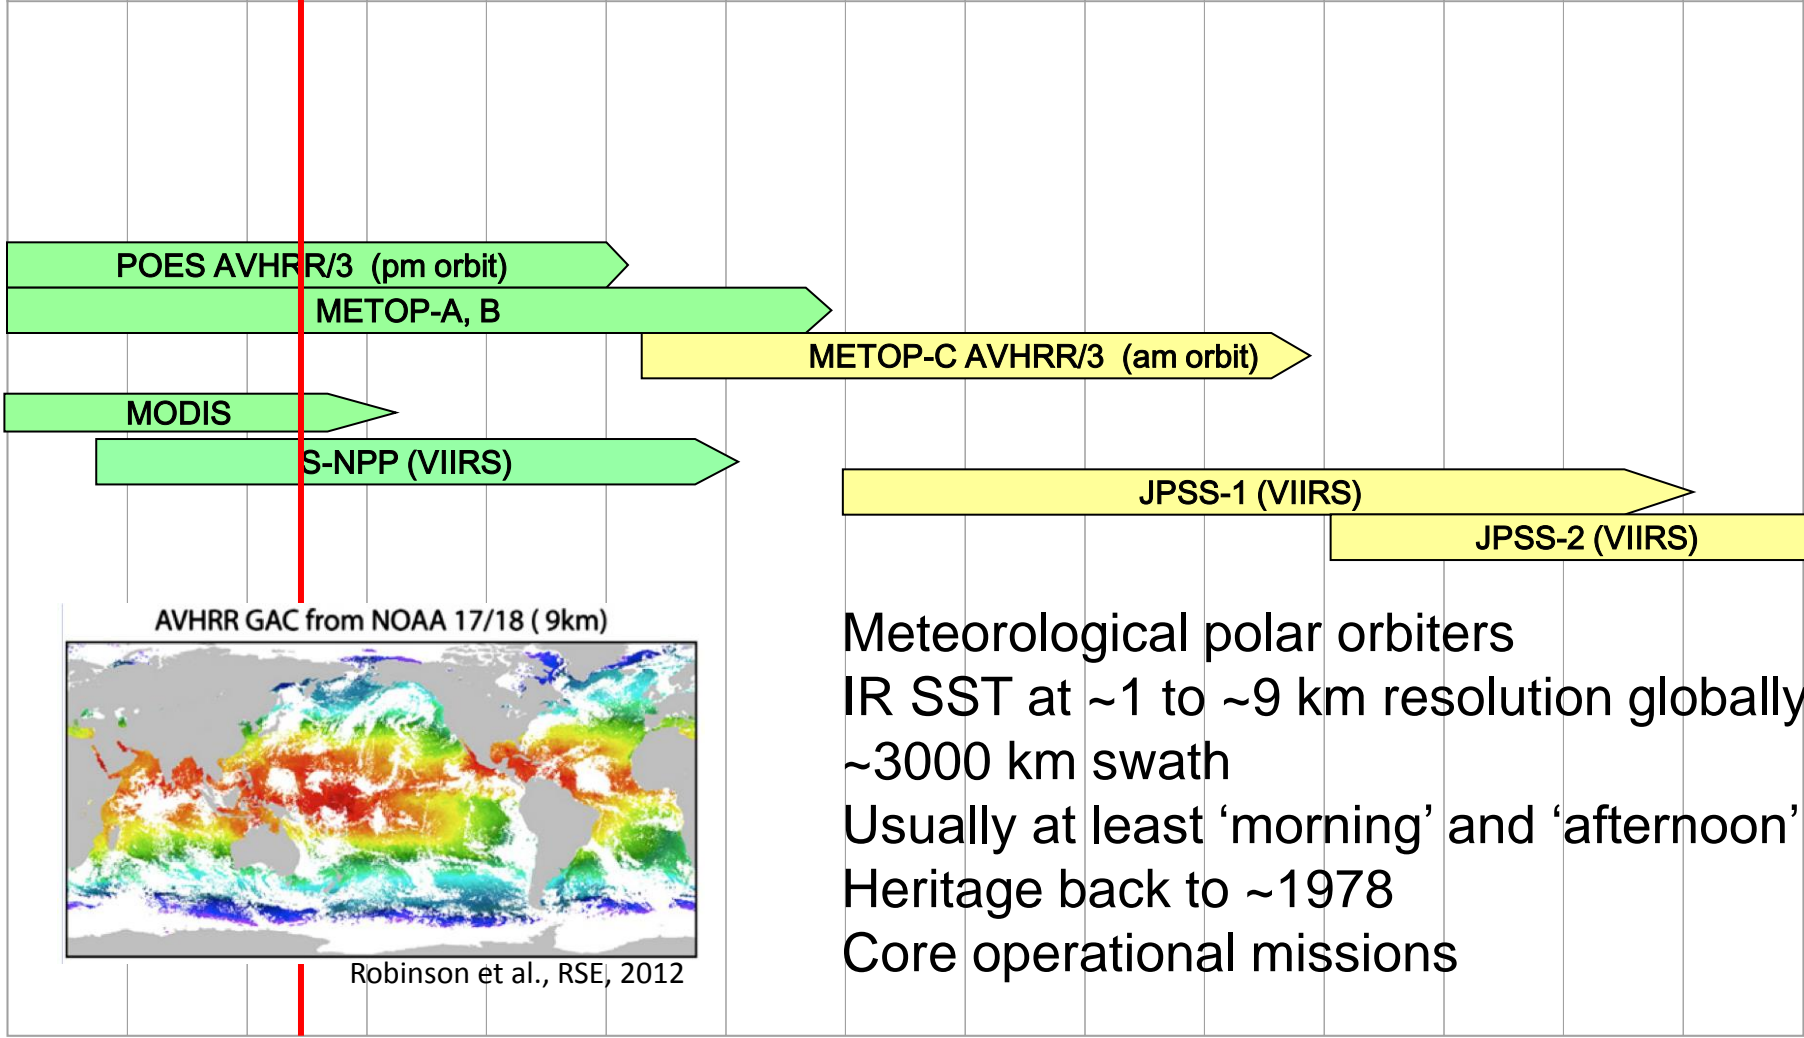 POES AVHRR/3 (pm orbit)
METOP-A, B
METOP-C AVHRR/3 (am orbit)
MODIS
S-NPP (VIIRS)
JPSS-1 (VIIRS)
JPSS-2 (VIIRS)
AVHRR GAC from NOAA 17/18 ( 9km)
Robinson et al., RSE, 2012
Meteorological polar orbiters
IR SST at ~1 to ~9 km resolution globally
~3000 km swath
Usually at least ‘morning’ and ‘afternoon’
Heritage back to ~1978
Core operational missions